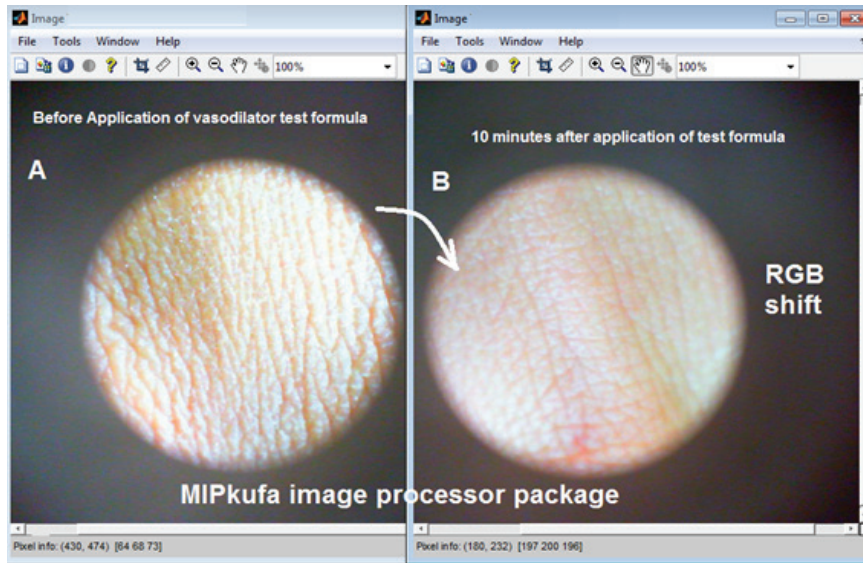 Image
File Tools Window Help
100%
Before Application of vasodilator test formula
A
Pixel info: (430, 474) [64 68 73]
Image
File Tools Window Help
100%
10 minutes after application of test formula
B
RGB
shift
MIPkufa image processor package
Pixel info: (180, 232) [197 200 196]